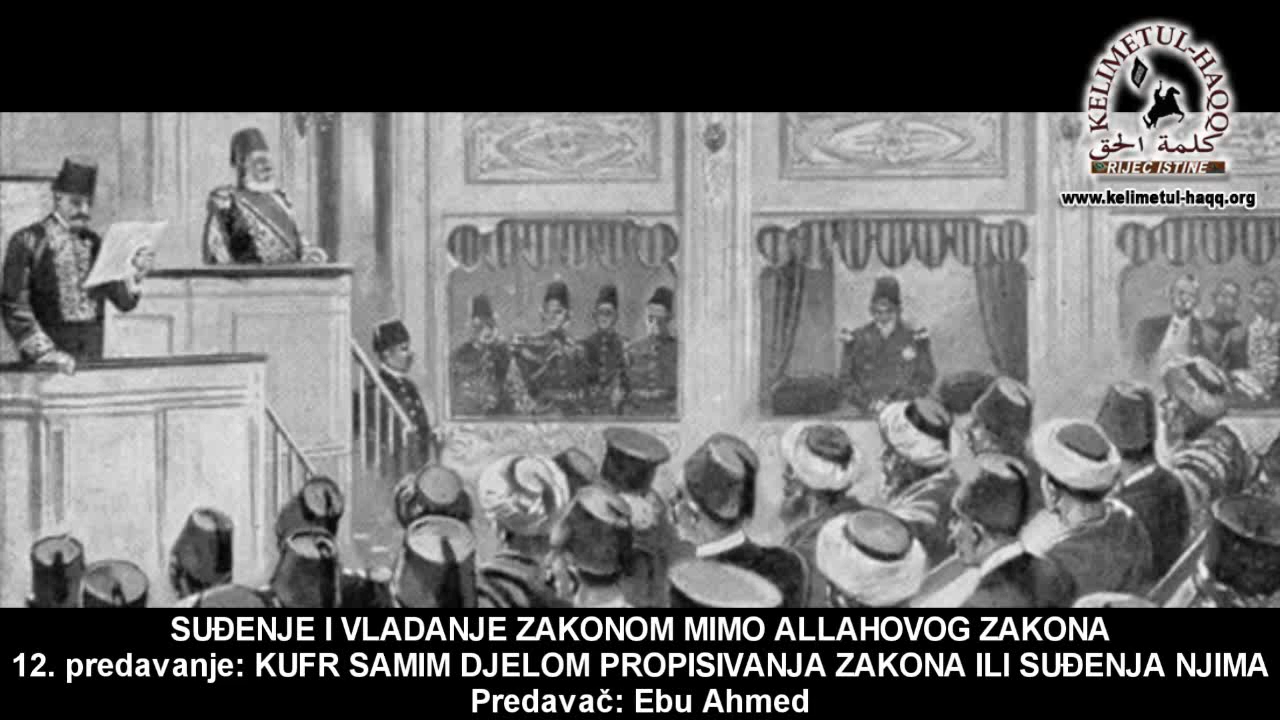 KELIMETUL-HAQQ
كلمة الحق
RIJEČ ISTINE
www.kelimetul-haqq.org
SUĐENJE I VLADANJE ZAKONOM MIMO ALLAHOVOG ZAKONA
12. predavanje: KUFR SAMIM DJELOM PROPISIVANJA ZAKONA ILI SUĐENJA NJIMA
Predavač: Ebu Ahmed